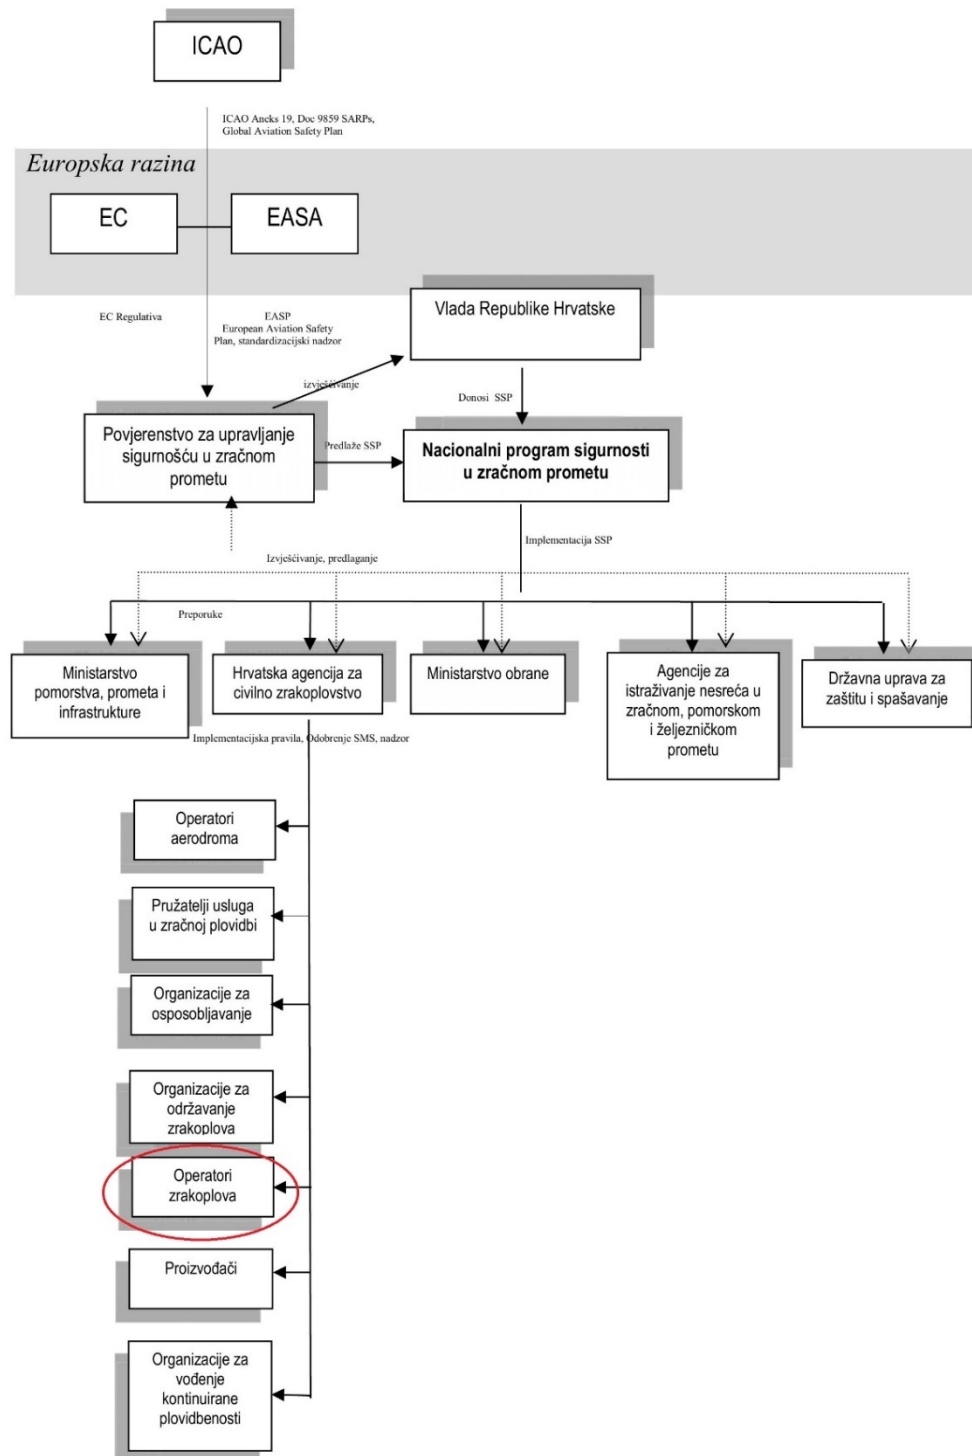 ICAO
ICAO Aneks 19, Doc 9859 SARPs,
Global Aviation Safety Plan
Europska razina
EC
EASA
EC Regulativa
EASP
European Aviation Safety
Plan, standardizacijski nadzor
Vlada Republike Hrvatske
izvješćivanje
Donosi SSP
Povjerenstvo za upravljanje
sigurnošću u zračnom
prometu
Predlaže SSP
Nacionalni program sigurnosti
u zračnom prometu
Implementacija SSP
Izvješćivanje, predlaganje
Preporuke
Ministarstvo
pomorstva, prometa i
infrastrukture
Hrvatska agencija za
civilno zrakoplovstvo
Ministarstvo obrane
Agencije za
istraživanje nesreća u
zračnom, pomorskom
i željezničkom
prometu
Državna uprava za
zaštitu i spašavanje
Implementacijska pravila, Odobrenje SMS, nadzor
Operatori
aerodroma
Pružatelji usluga
u zračnoj plovidbi
Organizacije za
osposobljavanje
Organizacije za
održavanje
zrakoplova
Operatori
zrakoplova
Proizvođači
Organizacije za
vođenje
kontinuirane
plovidbenosti